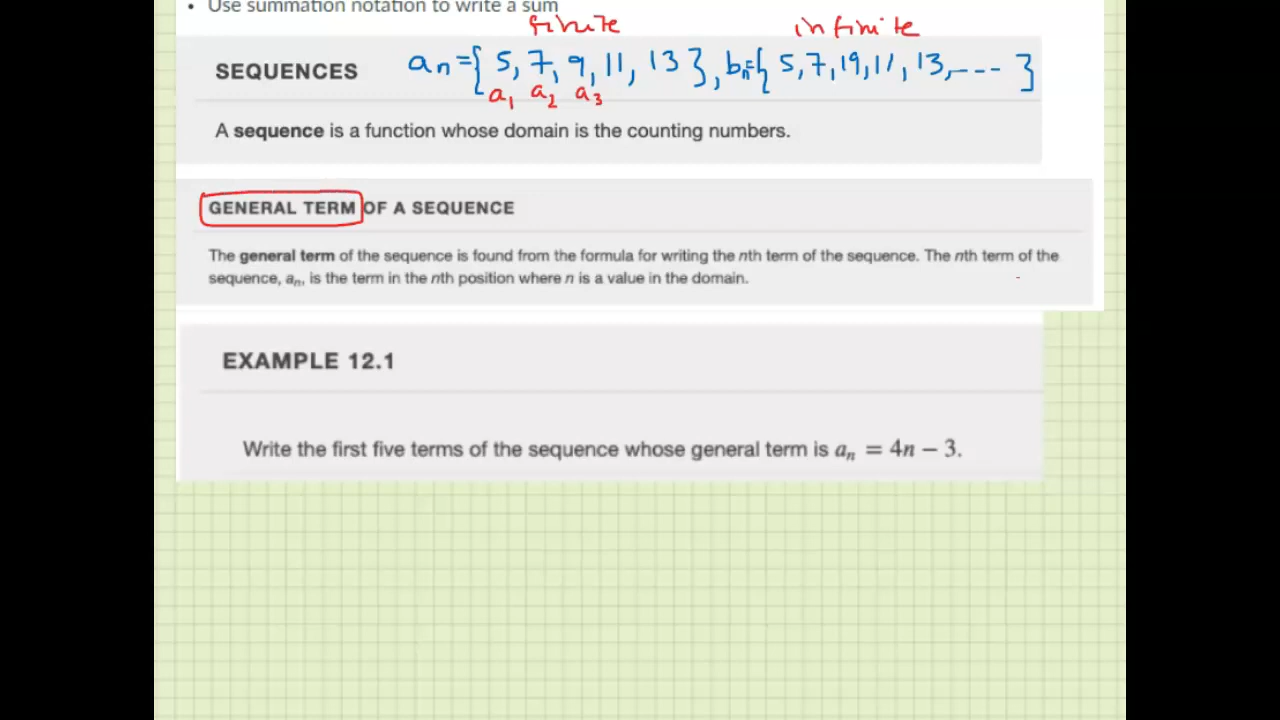 • Use summation notation to write a sum
finite infinite
SEQUENCES aₙ = { 5, 7, 9, 11, 13 }, bₙ = { 5, 7, 19, 11, 13, ---- }
a₁ a₂ a₃
A sequence is a function whose domain is the counting numbers.
GENERAL TERM OF A SEQUENCE
The general term of the sequence is found from the formula for writing the nth term of the sequence. The nth term of the
sequence, aₙ, is the term in the nth position where n is a value in the domain.
EXAMPLE 12.1
Write the first five terms of the sequence whose general term is aₙ = 4n − 3.